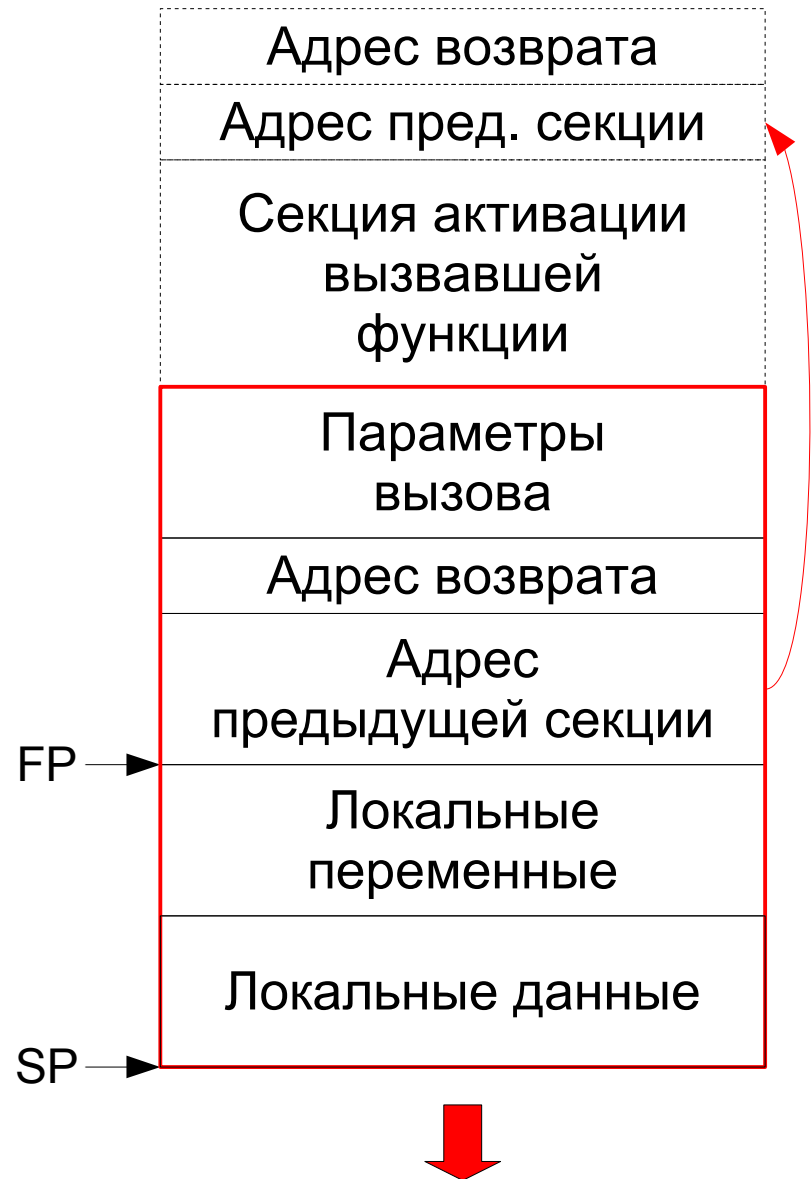 Адрес возврата
Адрес пред. секции
Секция активации
вызвавшей
функции
Параметры
вызова
Адрес возврата
Адрес
предыдущей секции
FP
Локальные
переменные
Локальные данные
SP